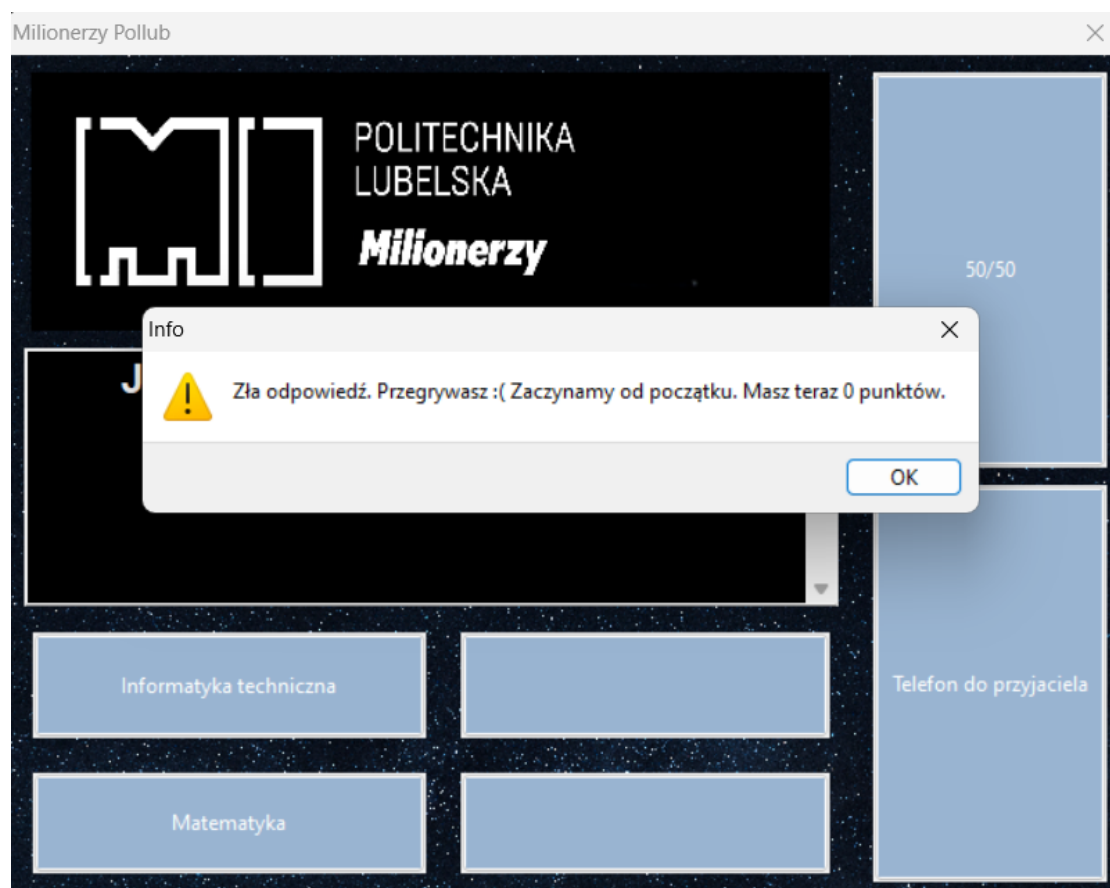 Milionerzy Pollub
POLITECHNIKA
LUBELSKA
Milionerzy
50/50
Info
Zła odpowiedź. Przegrywasz :( Zaczynamy od początku. Masz teraz 0 punktów.
OK
Informatyka techniczna
Telefon do przyjaciela
Matematyka